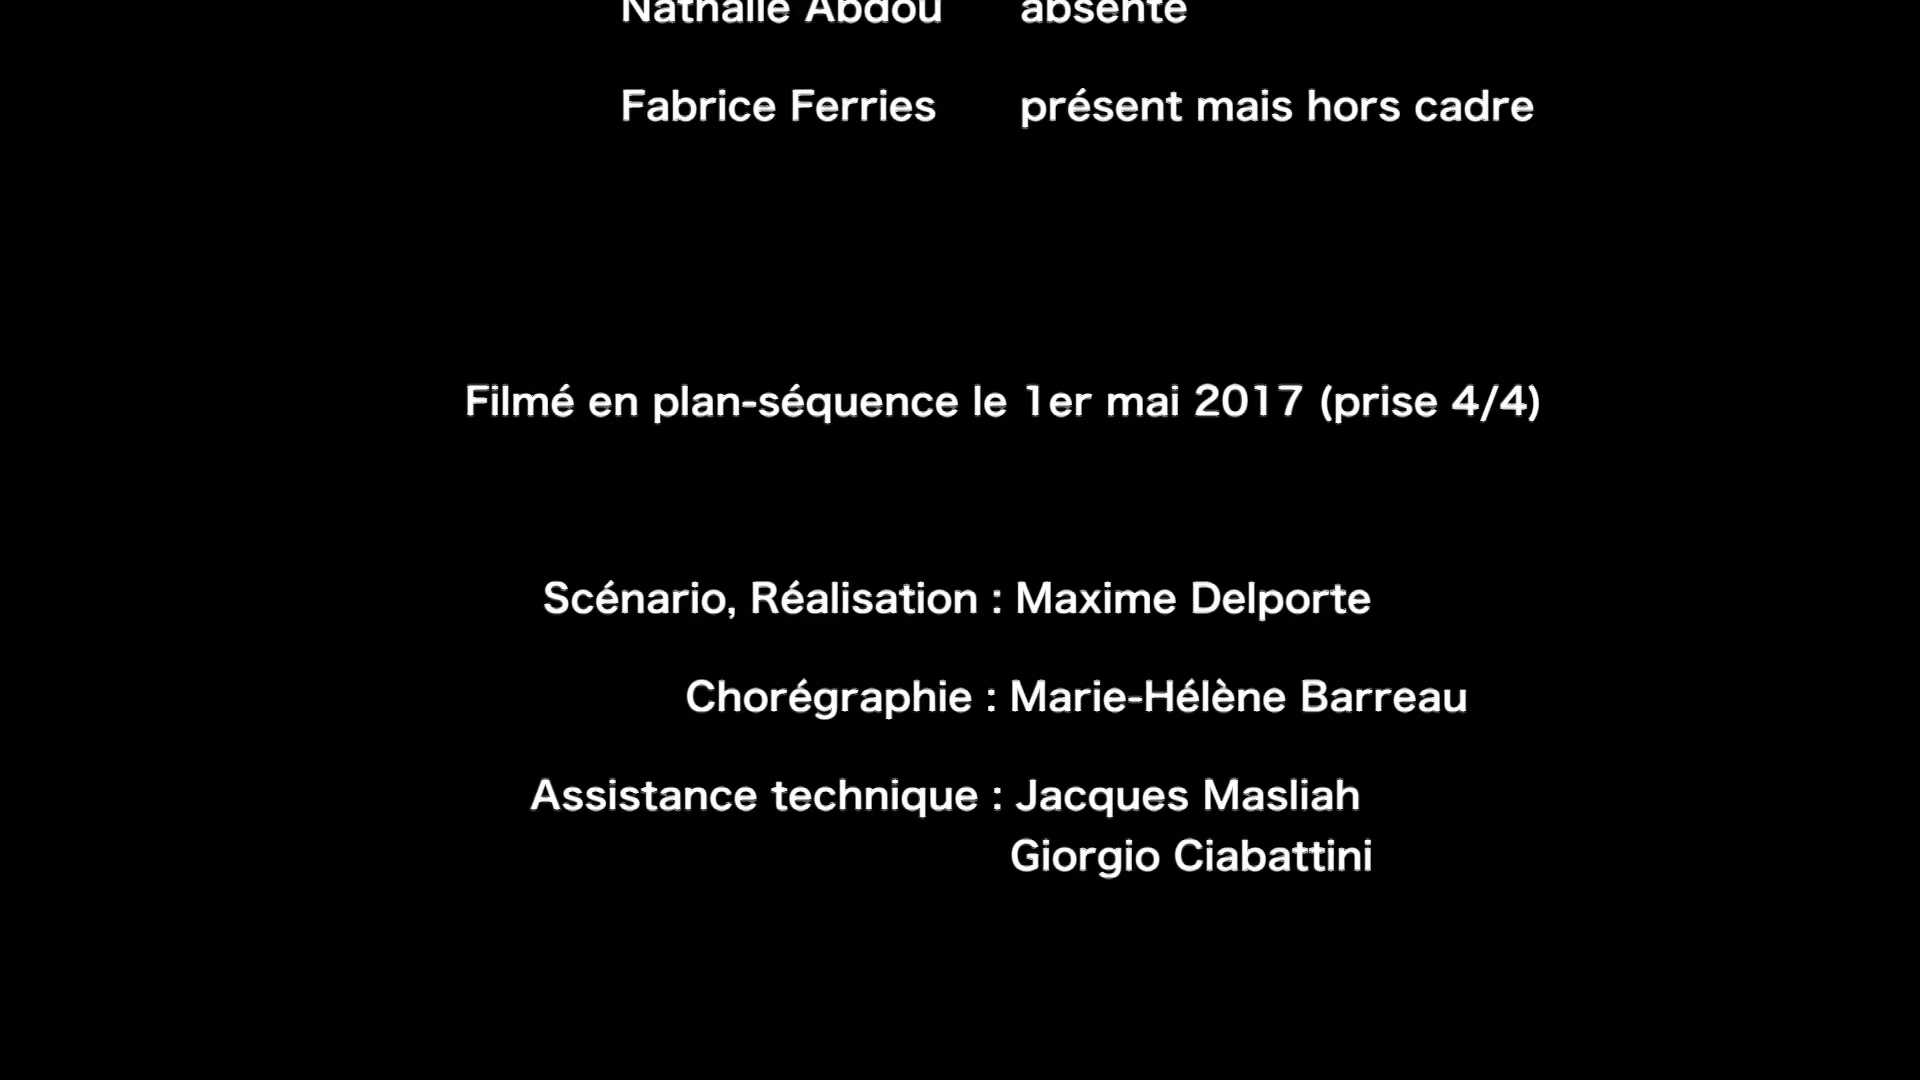 Nathalie Abdou absente
Fabrice Ferries présent mais hors cadre
Filmé en plan-séquence le 1er mai 2017 (prise 4/4)
Scénario, Réalisation : Maxime Delporte
Chorégraphie : Marie-Hélène Barreau
Assistance technique : Jacques Masliah
Giorgio Ciabattini